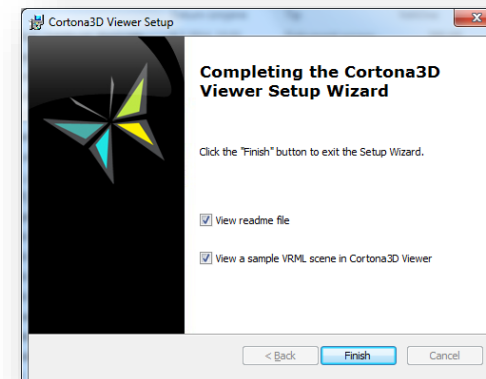 Cortona3D Viewer Setup
Completing the Cortona3D
Viewer Setup Wizard
Click the "Finish" button to exit the Setup Wizard.
View readme file
View a sample VRML scene in Cortona3D Viewer
< Back
Finish
Cancel